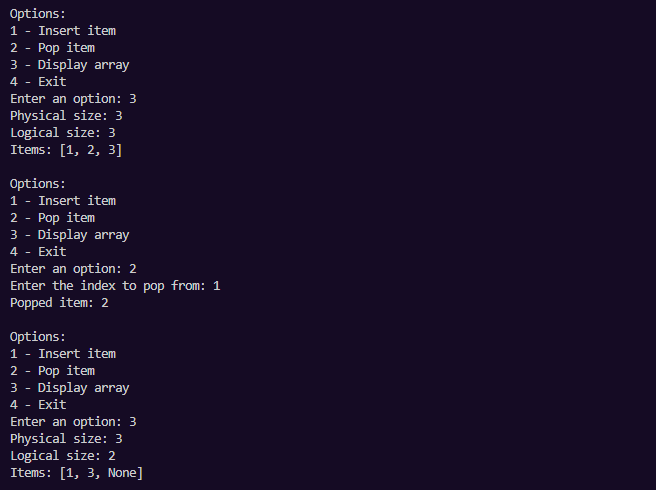 Options:
1 - Insert item
2 - Pop item
3 - Display array
4 - Exit
Enter an option: 3
Physical size: 3
Logical size: 3
Items: [1, 2, 3]
Options:
1 - Insert item
2 - Pop item
3 - Display array
4 - Exit
Enter an option: 2
Enter the index to pop from: 1
Popped item: 2
Options:
1 - Insert item
2 - Pop item
3 - Display array
4 - Exit
Enter an option: 3
Physical size: 3
Logical size: 2
Items: [1, 3, None]